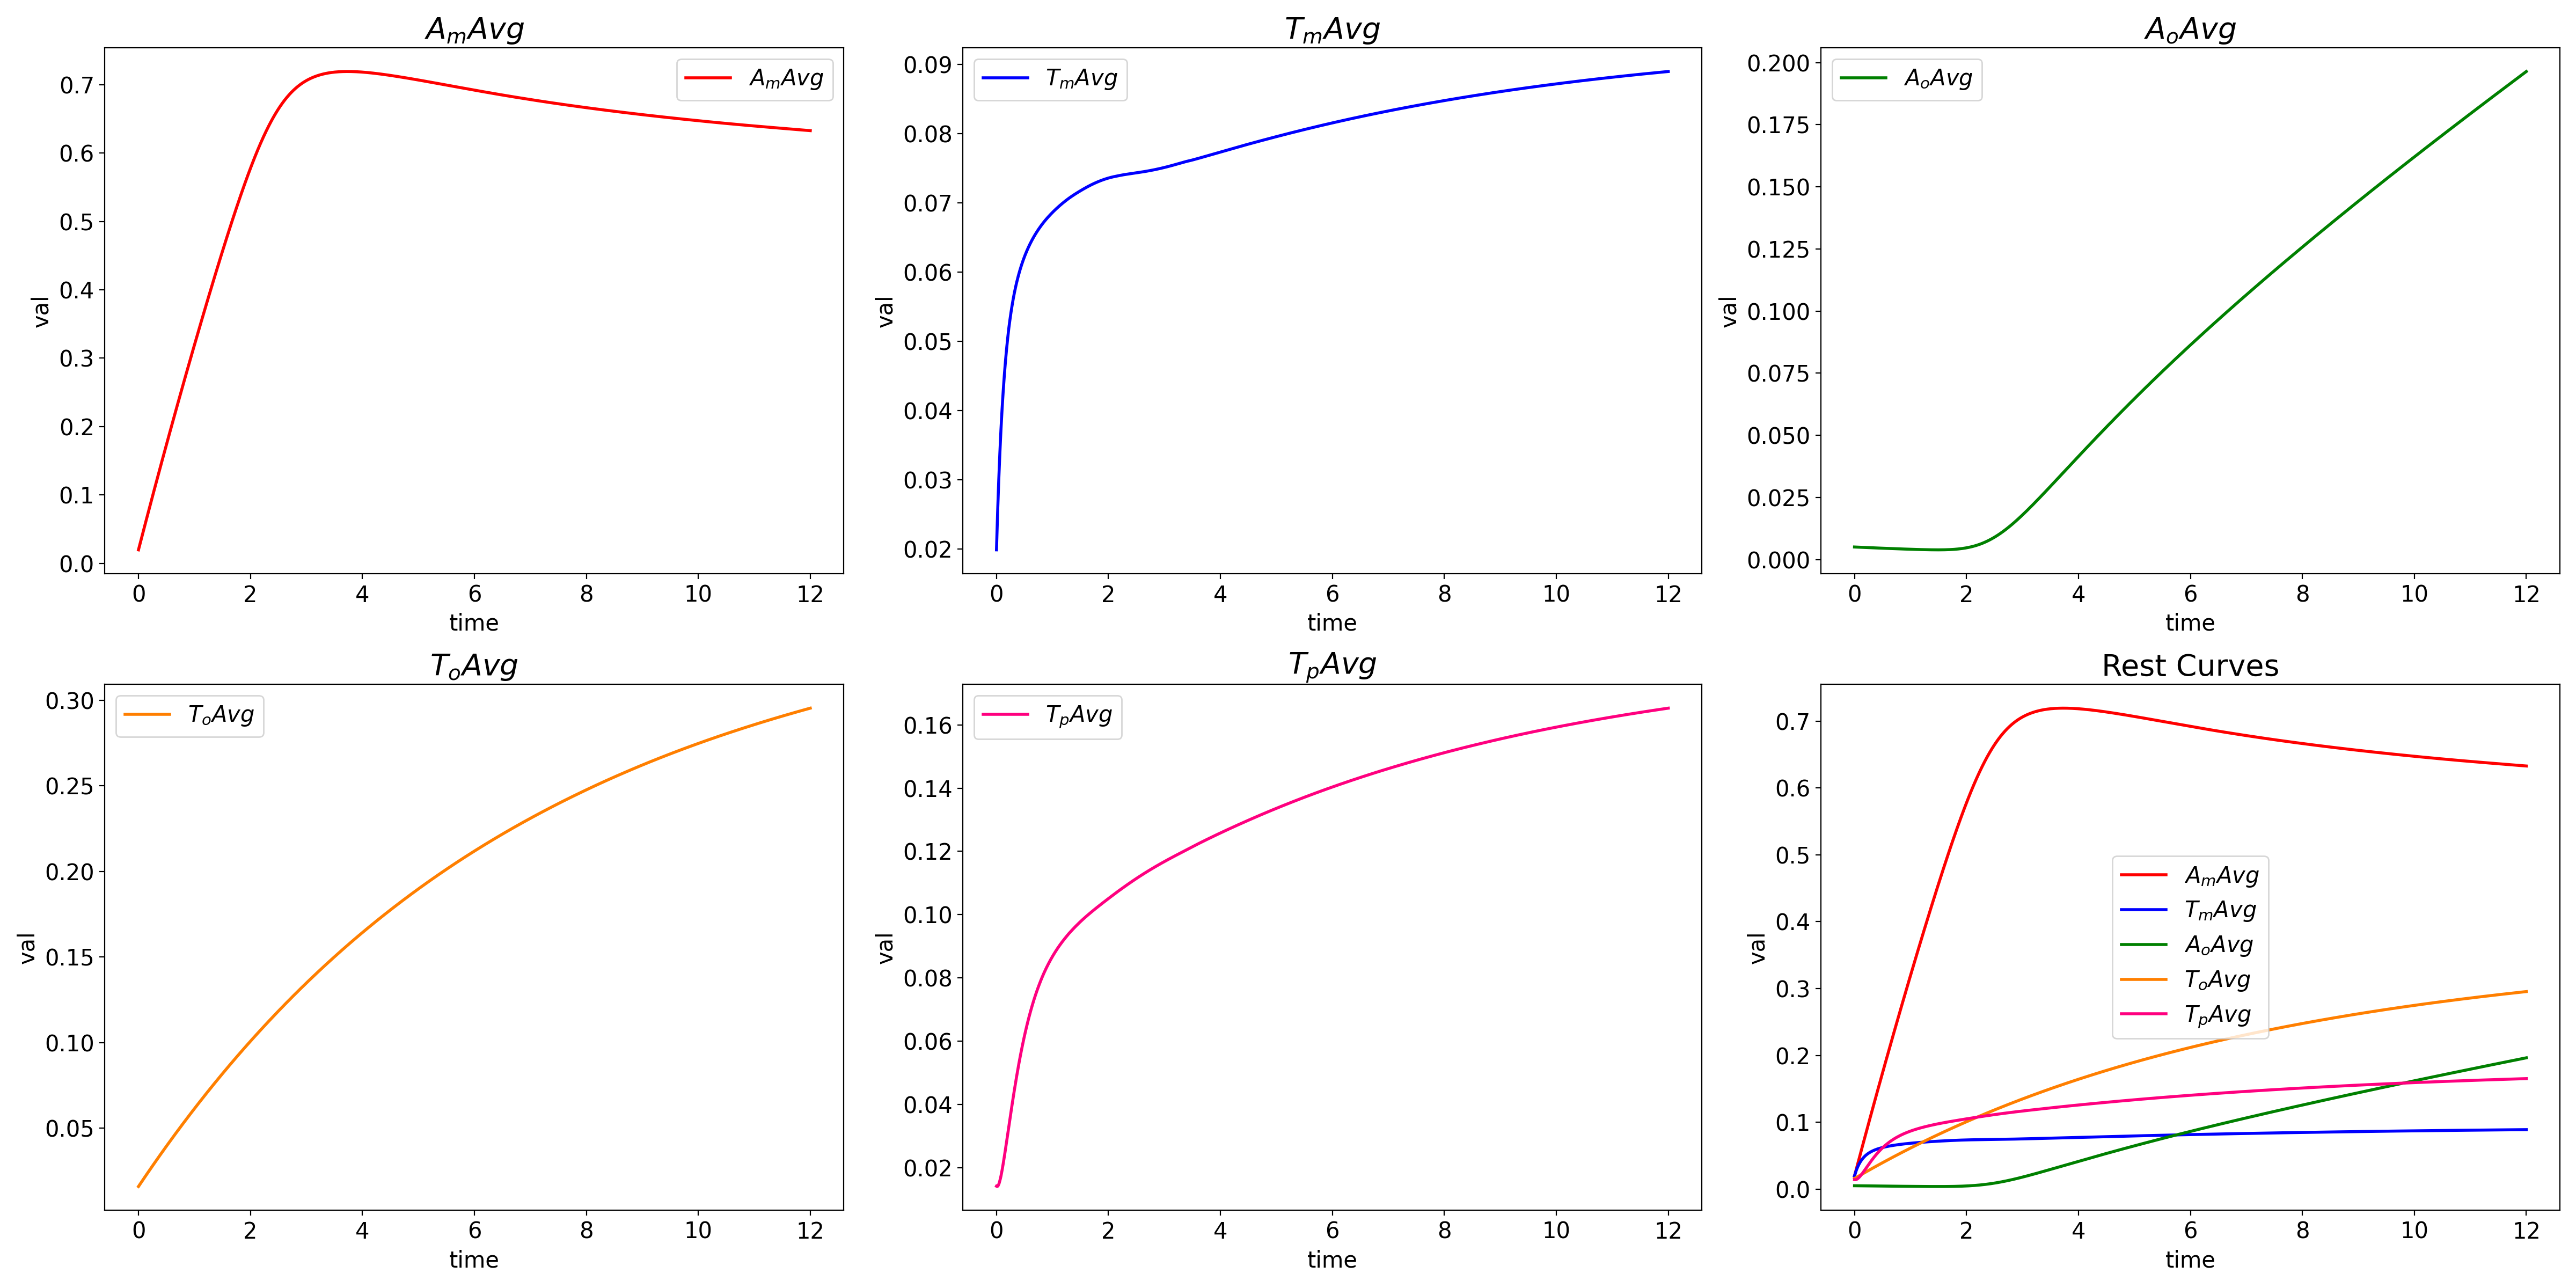 A_mAvg
T_mAvg
A_oAvg
0.7
0.6
0.5
0.4
0.3
0.2
0.1
0.0
val
A_mAvg
0 2 4 6 8 10 12
time
0.09
0.08
0.07
0.06
0.05
0.04
0.03
0.02
val
T_mAvg
0 2 4 6 8 10 12
time
0.200
0.175
0.150
0.125
0.100
0.075
0.050
0.025
0.000
val
A_oAvg
0 2 4 6 8 10 12
time
T_oAvg
T_pAvg
Rest Curves
0.30
0.25
0.20
0.15
0.10
0.05
val
T_oAvg
0 2 4 6 8 10 12
time
0.16
0.14
0.12
0.10
0.08
0.06
0.04
0.02
val
T_pAvg
0 2 4 6 8 10 12
time
0.7
0.6
0.5
0.4
0.3
0.2
0.1
0.0
val
A_mAvg
T_mAvg
A_oAvg
T_oAvg
T_pAvg
0 2 4 6 8 10 12
time